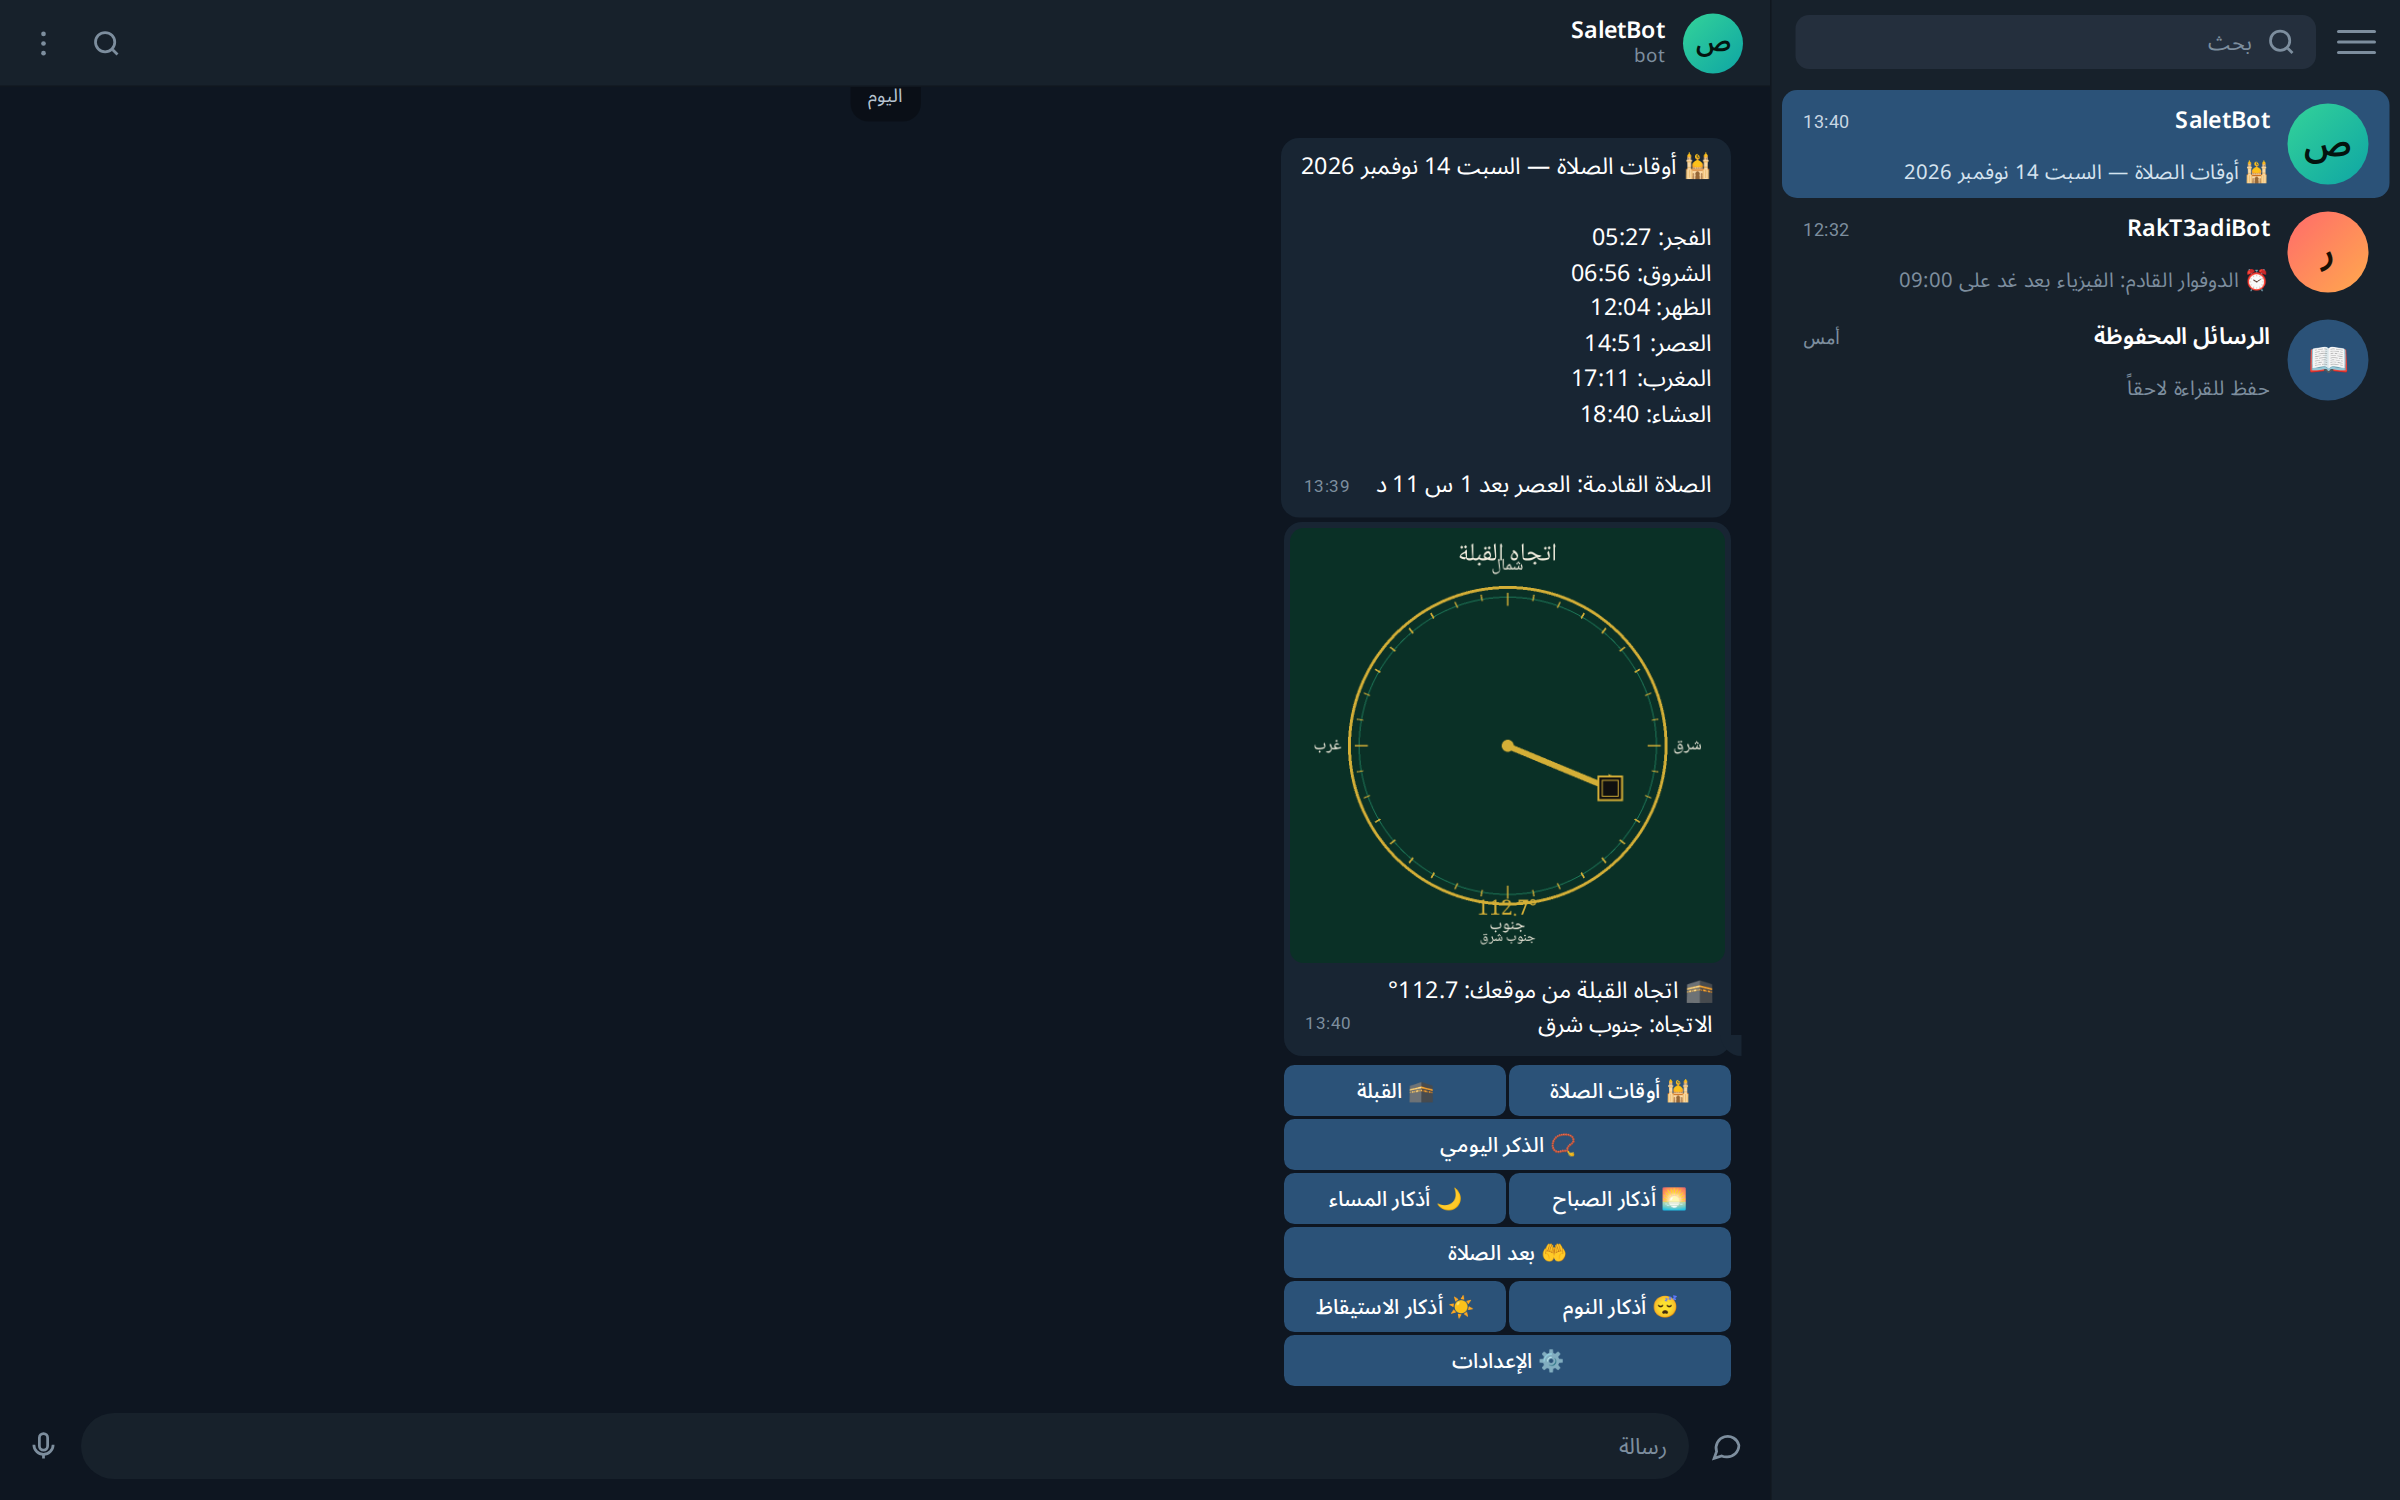 بحث
SaletBot
13:40
🕌 أوقات الصلاة — السبت 14 نوفمبر 2026
RakT3adiBot
12:32
⏰ الدوفوار القادم: الفيزياء بعد غد على 09:00
الرسائل المحفوظة
أمس
حفظ للقراءة لاحقاً
ص
ر
SaletBot
bot
ص
اليوم
🕌 أوقات الصلاة — السبت 14 نوفمبر 2026
الفجر: 05:27
الشروق: 06:56
الظهر: 12:04
العصر: 14:51
المغرب: 17:11
العشاء: 18:40
الصلاة القادمة: العصر بعد 1 س 11 د
13:39
اتجاه القبلة
شمال
شرق
غرب
112.7°
جنوب
جنوب شرق
🕋 اتجاه القبلة من موقعك: 112.7°
الاتجاه: جنوب شرق
13:40
🕌 أوقات الصلاة
🕋 القبلة
📿 الذكر اليومي
🌅 أذكار الصباح
🌙 أذكار المساء
🤲 بعد الصلاة
😴 أذكار النوم
☀️ أذكار الاستيقاظ
⚙️ الإعدادات
رسالة